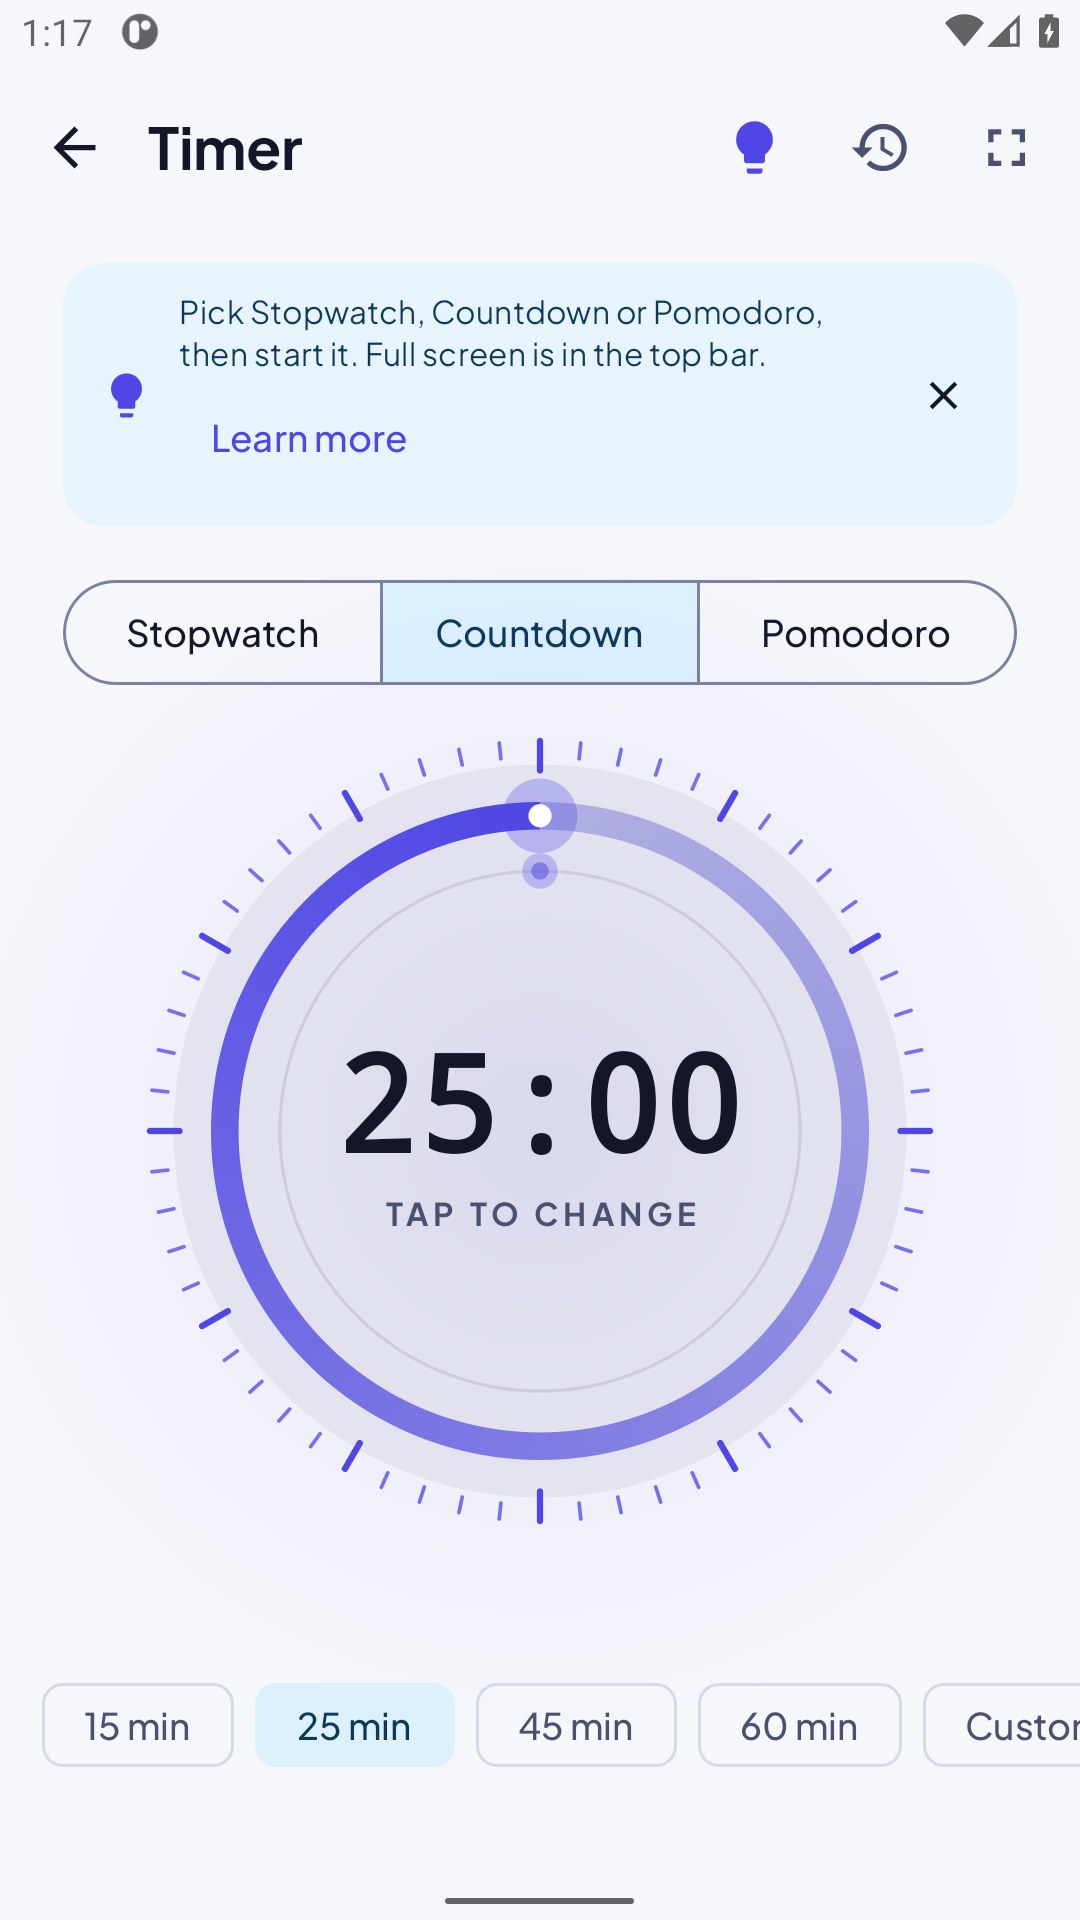 1:17
Timer
Pick Stopwatch, Countdown or Pomodoro,
then start it. Full screen is in the top bar.
Learn more
Stopwatch
Countdown
Pomodoro
25:00
TAP TO CHANGE
15 min
25 min
45 min
60 min